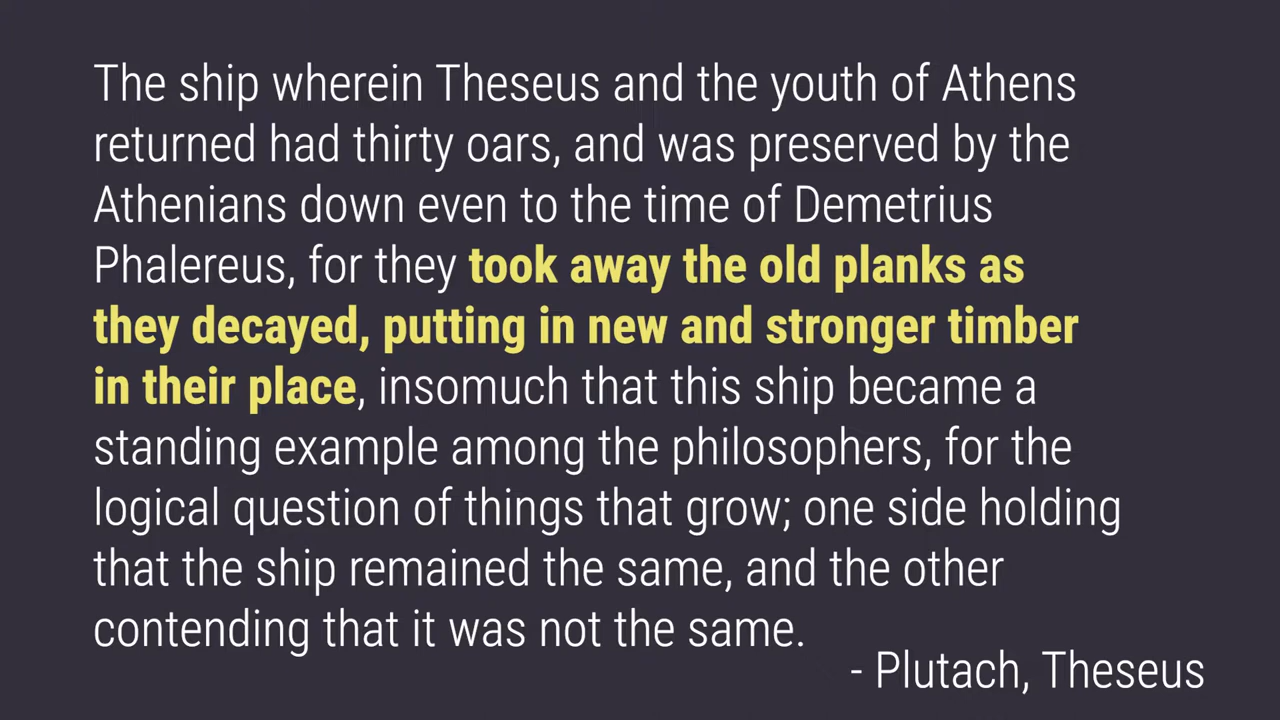 The ship wherein Theseus and the youth of Athens
returned had thirty oars, and was preserved by the
Athenians down even to the time of Demetrius
Phalereus, for they took away the old planks as
they decayed, putting in new and stronger timber
in their place, insomuch that this ship became a
standing example among the philosophers, for the
logical question of things that grow; one side holding
that the ship remained the same, and the other
contending that it was not the same.
- Plutach, Theseus